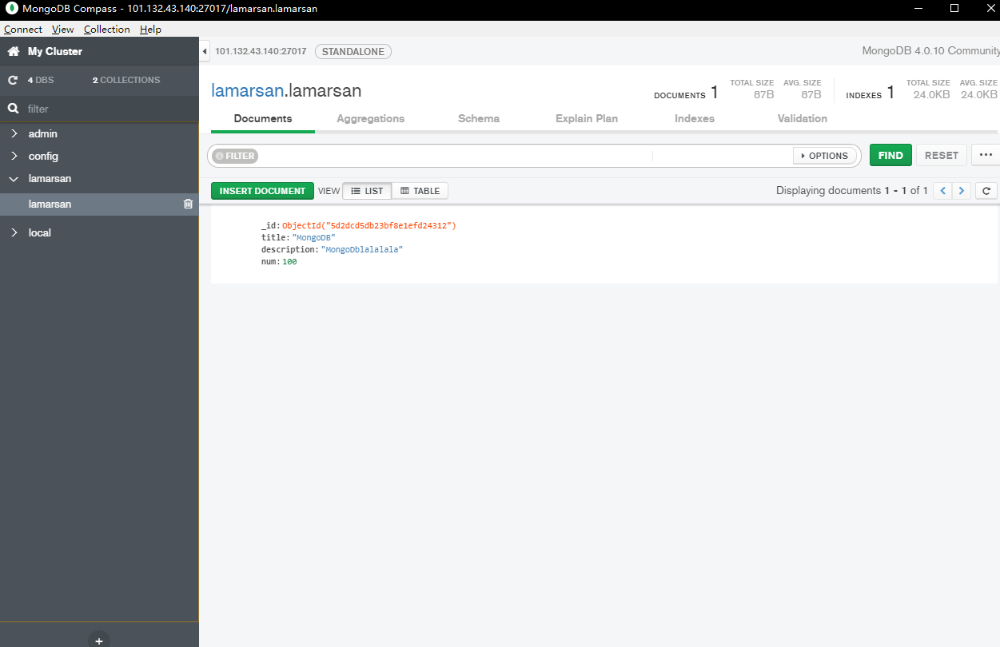 MongoDB Compass - 101.132.43.140:27017/lamarsan.lamarsan
Connect View Collection Help
My Cluster
4 DBS 2 COLLECTIONS
filter
admin
config
lamarsan
lamarsan
local
101.132.43.140:27017 STANDALONE MongoDB 4.0.10 Community
lamarsan.lamarsan
DOCUMENTS 1 TOTAL SIZE 87B AVG. SIZE 87B INDEXES 1 TOTAL SIZE 24.0KB AVG. SIZE 24.0KB
Documents Aggregations Schema Explain Plan Indexes Validation
FILTER OPTIONS FIND RESET ...
INSERT DOCUMENT VIEW LIST TABLE Displaying documents 1 - 1 of 1
_id: ObjectId("5d2dcd5db23bf8e1efd24312")
title: "MongoDB"
description: "MongoDblalalala"
num: 100